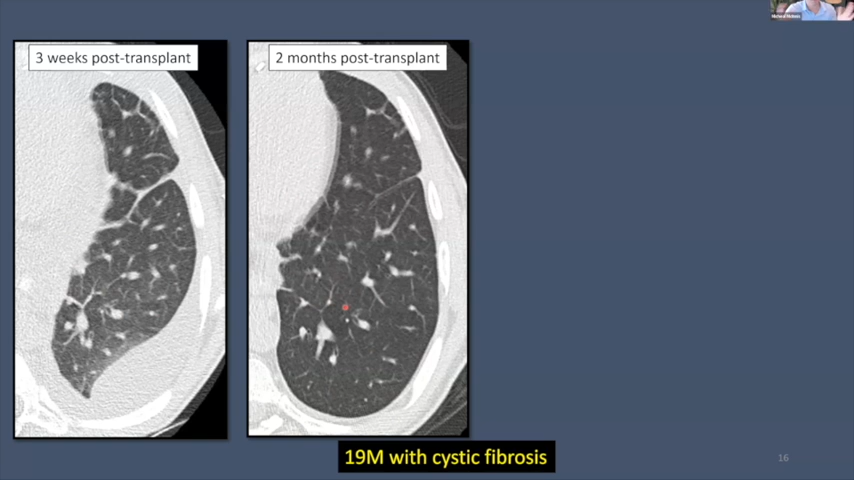 3 weeks post-transplant
2 months post-transplant
19M with cystic fibrosis
16